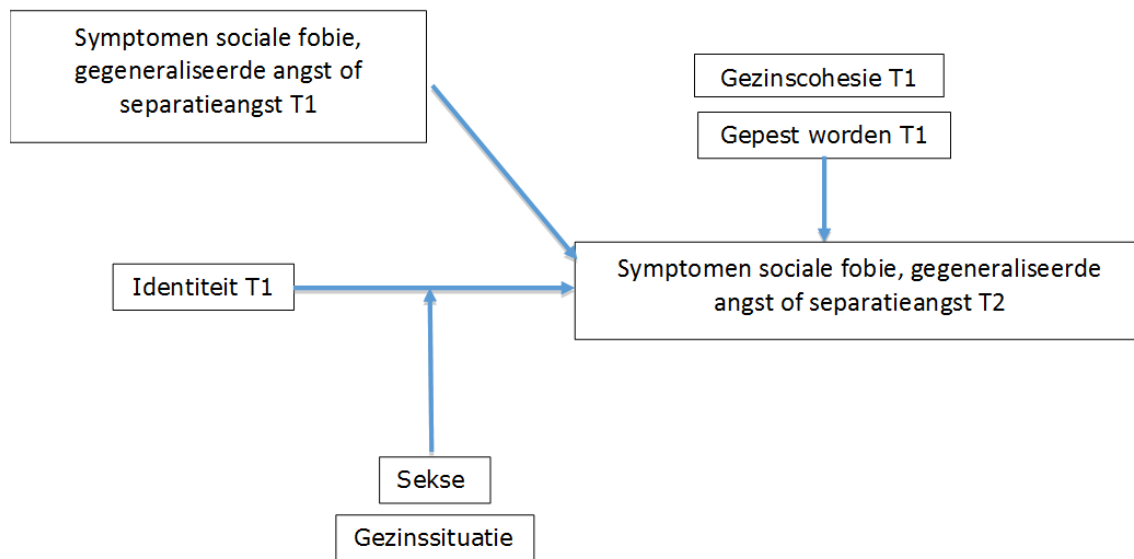 Symptomen sociale fobie,
gegeneraliseerde angst of
separatieangst T1
Gezinscohesie T1
Gepest worden T1
Identiteit T1
Symptomen sociale fobie, gegeneraliseerde
angst of separatieangst T2
Sekse
Gezinssituatie